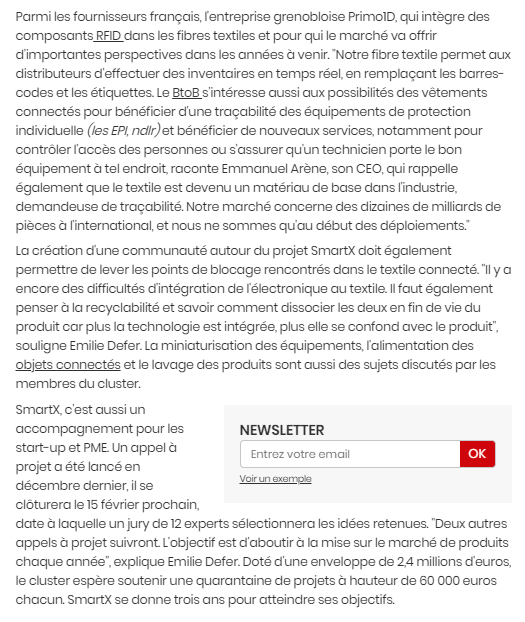 Parmi les fournisseurs français, l'entreprise grenobloise Primo1D, qui intègre des
composants RFID dans les fibres textiles et pour qui le marché va offrir
d'importantes perspectives dans les années à venir. "Notre fibre textile permet aux
distributeurs d'effectuer des inventaires en temps réel, en remplaçant les barres-
codes et les étiquettes. Le BtoB s'intéresse aussi aux possibilités des vêtements
connectés pour bénéficier d'une traçabilité des équipements de protection
individuelle (les EPI, ndlr) et bénéficier de nouveaux services, notamment pour
contrôler l'accès des personnes ou s'assurer qu'un technicien porte le bon
équipement à tel endroit, raconte Emmanuel Arène, son CEO, qui rappelle
également que le textile est devenu un matériau de base dans l'industrie,
demandeuse de traçabilité. Notre marché concerne des dizaines de milliards de
pièces à l'international, et nous ne sommes qu'au début des déploiements."
La création d'une communauté autour du projet SmartX doit également
permettre de lever les points de blocage rencontrés dans le textile connecté. "Il y a
encore des difficultés d'intégration de l'électronique au textile. Il faut également
penser à la recyclabilité et savoir comment dissocier les deux en fin de vie du
produit car plus la technologie est intégrée, plus elle se confond avec le produit",
souligne Emilie Defer. La miniaturisation des équipements, l'alimentation des
objets connectés et le lavage des produits sont aussi des sujets discutés par les
membres du cluster.
SmartX, c'est aussi un
accompagnement pour les
start-up et PME. Un appel à
projet a été lancé en
décembre dernier, il se
clôturera le 15 février prochain,
NEWSLETTER
Entrez votre email
OK
Voir un exemple
date à laquelle un jury de 12 experts sélectionnera les idées retenues. "Deux autres
appels à projet suivront. L'objectif est d'aboutir à la mise sur le marché de produits
chaque année", explique Emilie Defer. Doté d'une enveloppe de 2,4 millions d'euros,
le cluster espère soutenir une quarantaine de projets à hauteur de 60 000 euros
chacun. SmartX se donne trois ans pour atteindre ses objectifs.